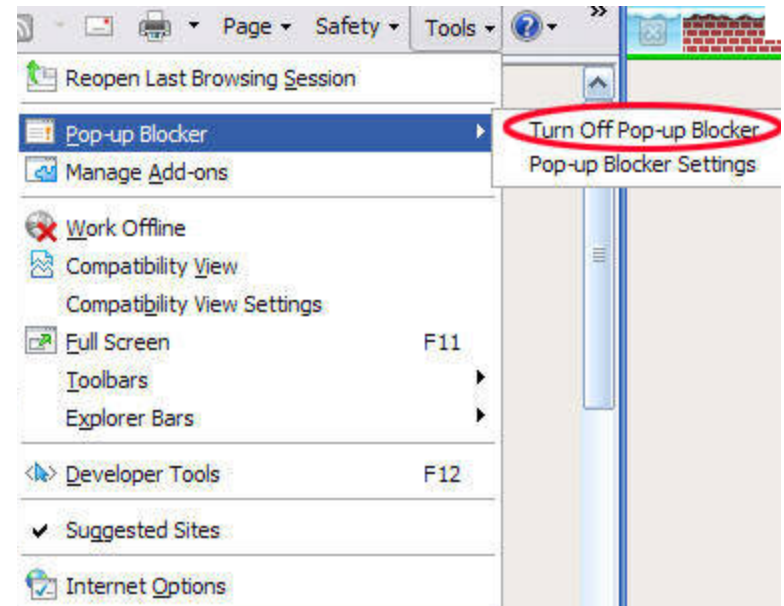 Page Safety Tools ? »
Reopen Last Browsing Session
Pop-up Blocker
Turn Off Pop-up Blocker
Manage Add-ons
Pop-up Blocker Settings
Work Offline
Compatibility View
Compatibility View Settings
Full Screen F11
Toolbars
Explorer Bars
Developer Tools F12
Suggested Sites
Internet Options